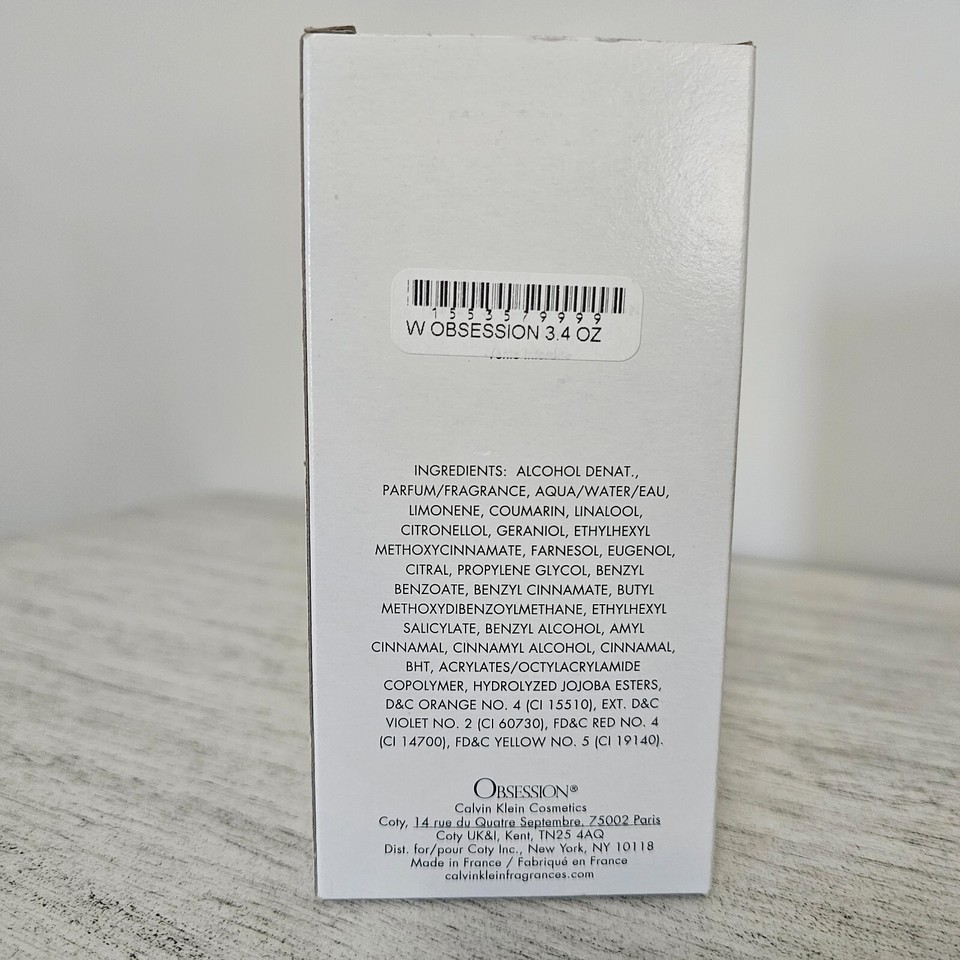 1553579999
W OBSESSION 3.4 OZ
INGREDIENTS: ALCOHOL DENAT.,
PARFUM/FRAGRANCE, AQUA/WATER/EAU,
LIMONENE, COUMARIN, LINALOOL,
CITRONELLOL, GERANIOL, ETHYLHEXYL
METHOXYCINNAMATE, FARNESOL, EUGENOL,
CITRAL, PROPYLENE GLYCOL, BENZYL
BENZOATE, BENZYL CINNAMATE, BUTYL
METHOXYDIBENZOYLMETHANE, ETHYLHEXYL
SALICYLATE, BENZYL ALCOHOL, AMYL
CINNAMAL, CINNAMYL ALCOHOL, CINNAMAL,
BHT, ACRYLATES/OCTYLACRYLAMIDE
COPOLYMER, HYDROLYZED JOJOBA ESTERS,
D&C ORANGE NO. 4 (CI 15510), EXT. D&C
VIOLET NO. 2 (CI 60730), FD&C RED NO. 4
(CI 14700), FD&C YELLOW NO. 5 (CI 19140).
OBSESSION®
Calvin Klein Cosmetics
Coty, 14 rue du Quatre Septembre, 75002 Paris
Coty UK&I, Kent, TN25 4AQ
Dist. for/pour Coty Inc., New York, NY 10118
Made in France / Fabriqué en France
calvinkleinfragrances.com